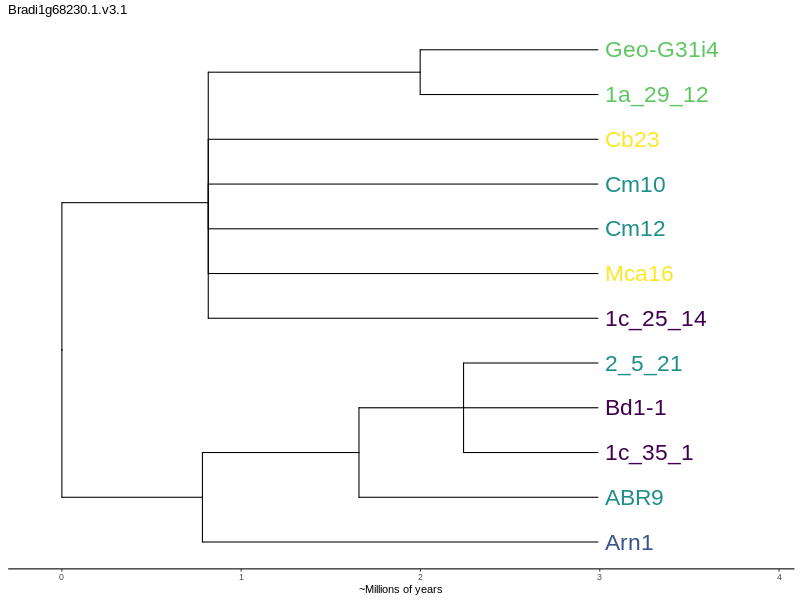 Bradi1g68230.1.v3.1
Geo-G31i4
1a_29_12
Cb23
Cm10
Cm12
Mca16
1c_25_14
2_5_21
Bd1-1
1c_35_1
ABR9
Arn1
0 1 2 3 4
~Millions of years